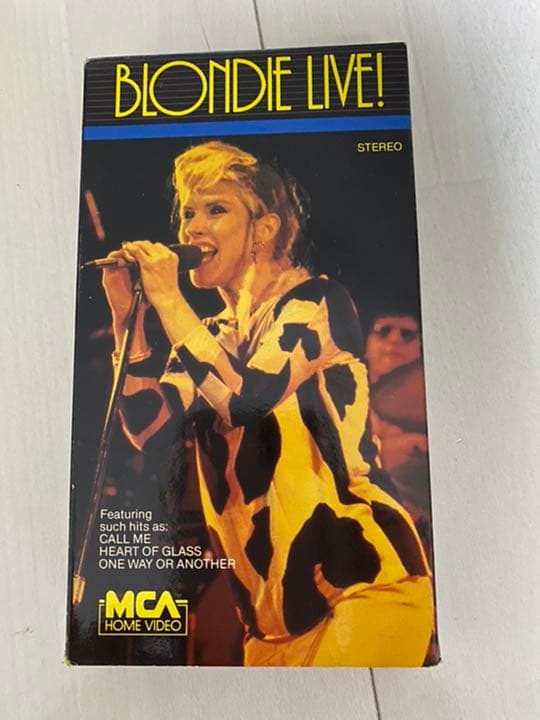 BLONDIE LIVE!
STEREO
Featuring
such hits as:
CALL ME
HEART OF GLASS
ONE WAY OR ANOTHER
MCA
HOME VIDEO